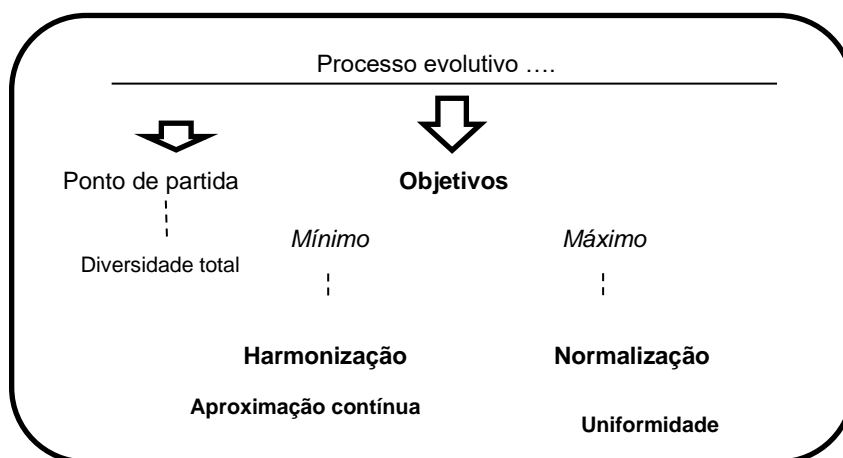 Processo evolutivo ….
Ponto de partida
Objetivos
Mínimo
Máximo
Diversidade total
Harmonização
Normalização
Aproximação contínua
Uniformidade